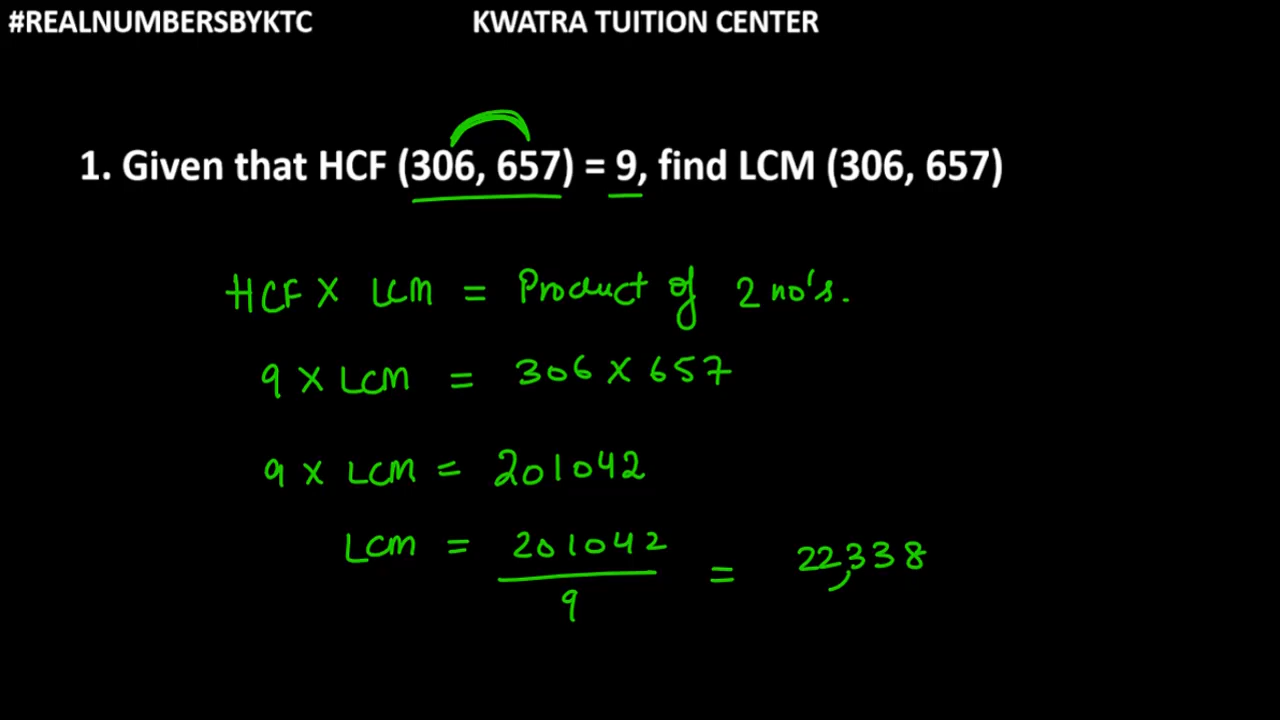 #REALNUMBERSBYKTC KWATRA TUITION CENTER
1. Given that HCF (306, 657) = 9, find LCM (306, 657)
HCF X LCM = Product of 2 no's.
9 X LCM = 306 X 657
9 X LCM = 201042
LCM = 201042 / 9 = 22,338